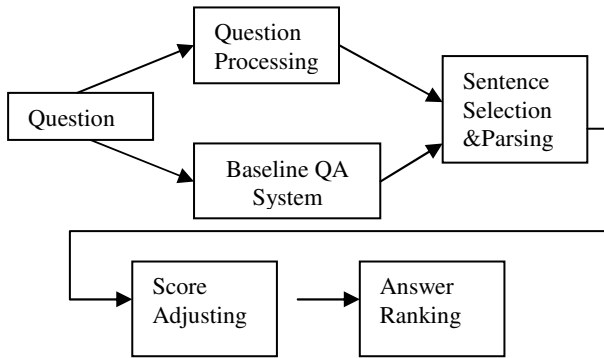 Question
Question
Processing
Baseline QA
System
Sentence
Selection
&Parsing
Score
Adjusting
Answer
Ranking